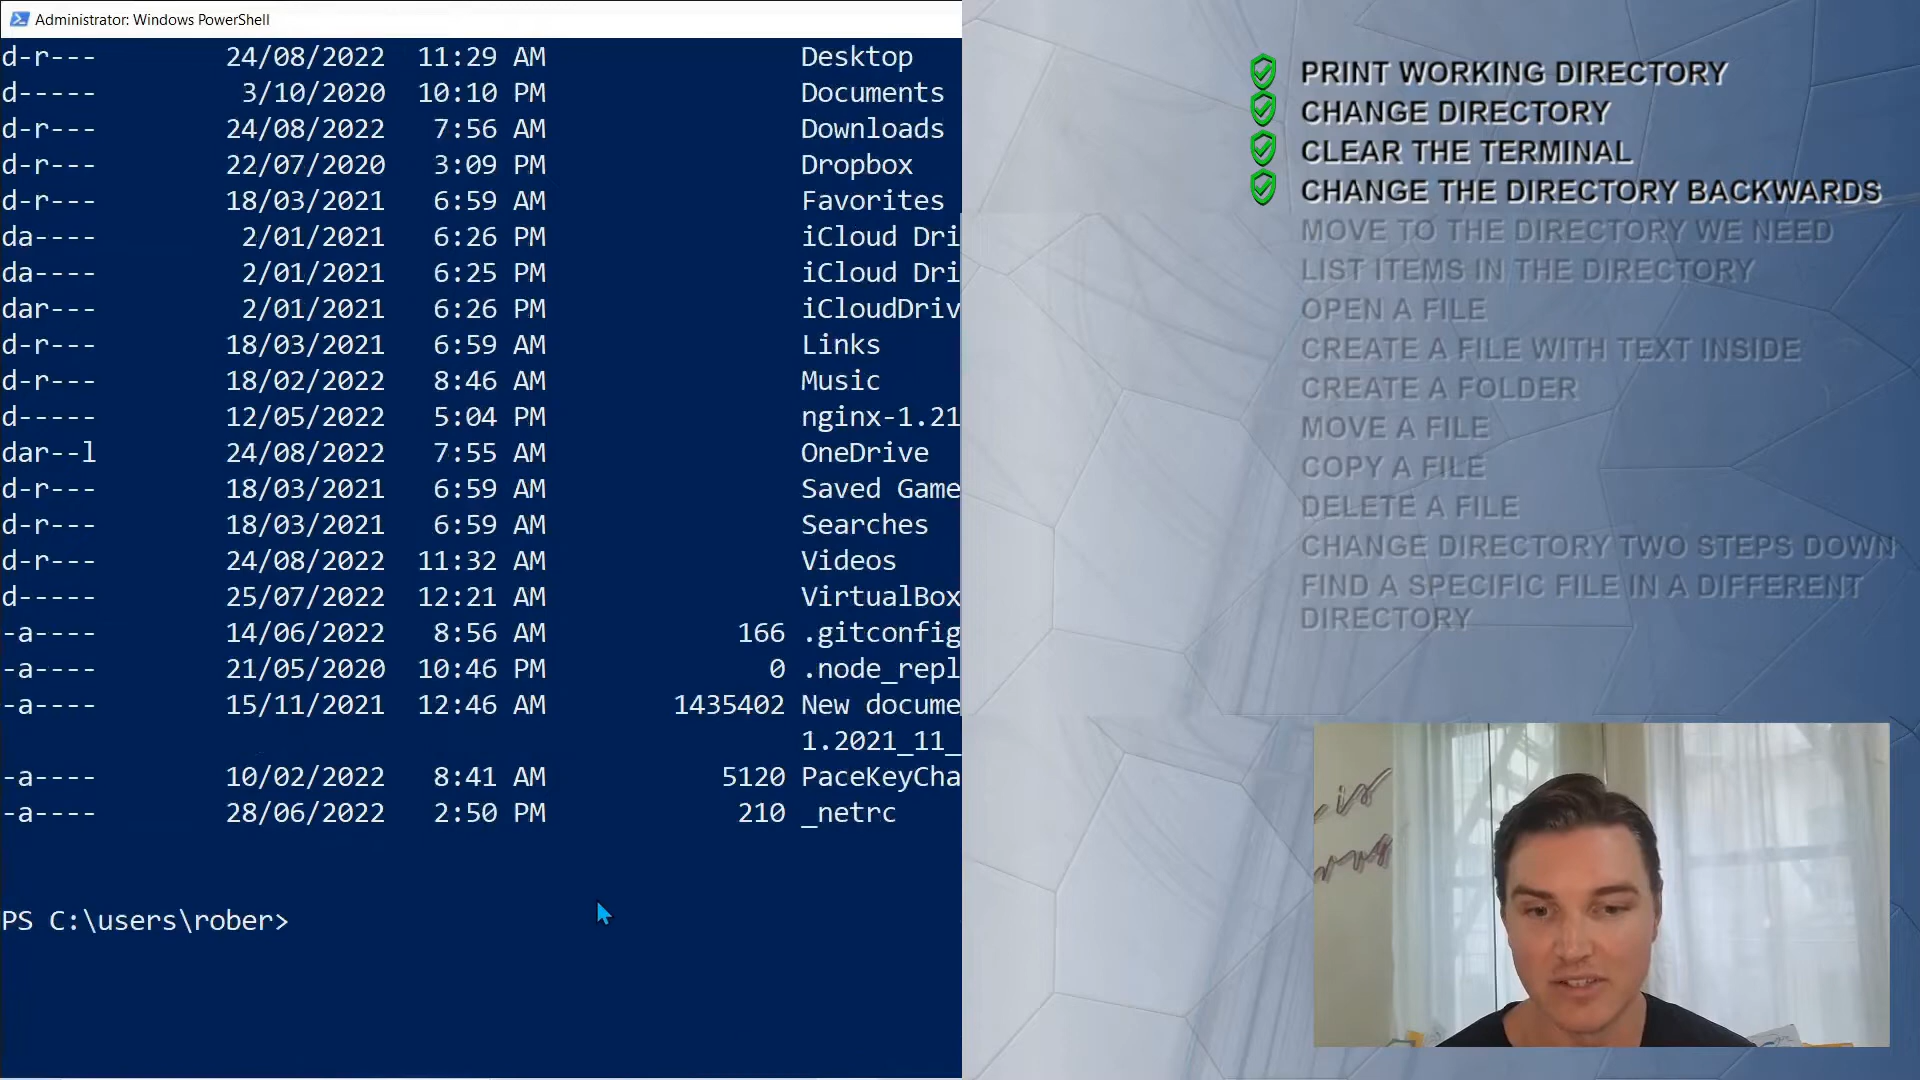 Administrator: Windows PowerShell
d-r--- 24/08/2022 11:29 AM Desktop
d----- 3/10/2020 10:10 PM Documents
d-r--- 24/08/2022 7:56 AM Downloads
d-r--- 22/07/2020 3:09 PM Dropbox
d-r--- 18/03/2021 6:59 AM Favorites
da---- 2/01/2021 6:26 PM iCloud Dri
da---- 2/01/2021 6:25 PM iCloud Dri
dar--- 2/01/2021 6:26 PM iCloudDriv
d-r--- 18/03/2021 6:59 AM Links
d-r--- 18/02/2022 8:46 AM Music
d----- 12/05/2022 5:04 PM nginx-1.21
dar--l 24/08/2022 7:55 AM OneDrive
d-r--- 18/03/2021 6:59 AM Saved Game
d-r--- 18/03/2021 6:59 AM Searches
d-r--- 24/08/2022 11:32 AM Videos
d----- 25/07/2022 12:21 AM VirtualBox
-a---- 14/06/2022 8:56 AM 166 .gitconfig
-a---- 21/05/2020 10:46 PM 0 .node_repl
-a---- 15/11/2021 12:46 AM 1435402 New docume
1.2021_11_
-a---- 10/02/2022 8:41 AM 5120 PaceKeyCha
-a---- 28/06/2022 2:50 PM 210 _netrc
PS C:\users\rober>
PRINT WORKING DIRECTORY
CHANGE DIRECTORY
CLEAR THE TERMINAL
CHANGE THE DIRECTORY BACKWARDS
MOVE TO THE DIRECTORY WE NEED
LIST ITEMS IN THE DIRECTORY
OPEN A FILE
CREATE A FILE WITH TEXT INSIDE
CREATE A FOLDER
MOVE A FILE
COPY A FILE
DELETE A FILE
CHANGE DIRECTORY TWO STEPS DOWN
FIND A SPECIFIC FILE IN A DIFFERENT
DIRECTORY